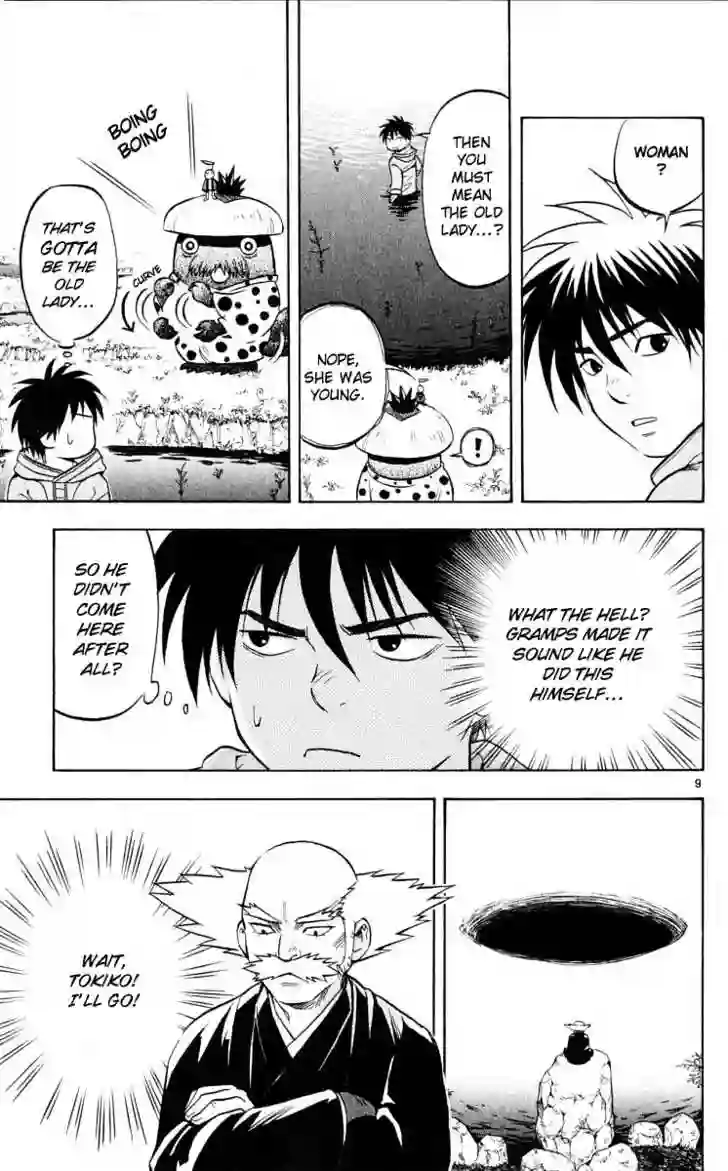 WOMAN
?
THEN
YOU
MUST
MEAN
THE OLD
LADY...?
NOPE,
SHE WAS
YOUNG.
!
BOING
BOING
CURVE
THAT'S
GOTTA
BE THE
OLD
LADY...
WHAT THE HELL?
GRAMPS MADE IT
SOUND LIKE HE
DID THIS
HIMSELF...
SO HE
DIDN'T
COME
HERE
AFTER
ALL?
9
WAIT,
TOKIKO!
I'LL GO!